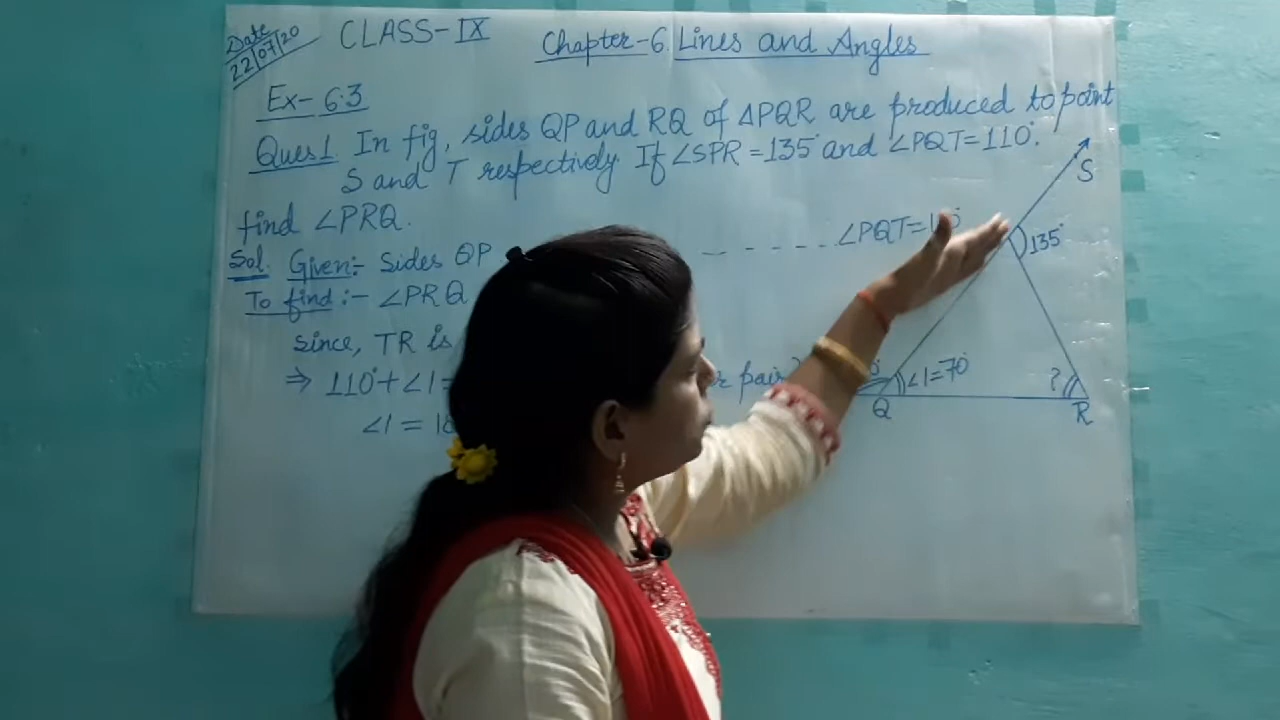 Date
22/07/20
CLASS-IX
Chapter-6 Lines and Angles
Ex-6.3
Ques1 In fig, sides QP and RQ of ΔPQR are produced to point
S and T respectively. If ∠SPR = 135° and ∠PQT = 110°.
find ∠PRQ.
Sol. Given:- Sides QP - - - - - ∠PQT=
To find:- ∠PRQ
since, TR is
⇒ 110°+∠1=
pair)
∠1 =
S
135°
∠1=70°
?
Q
R